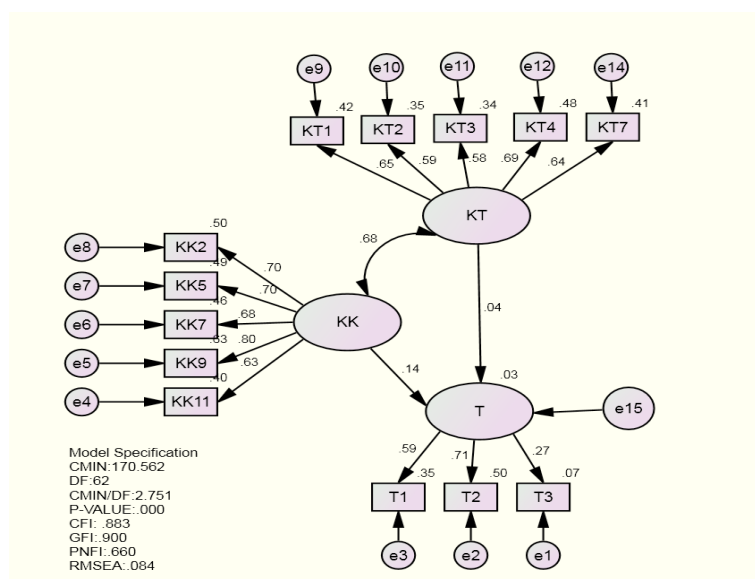 e9 e10 e11 e12 e14
.42 .35 .34 .48 .41
KT1 KT2 KT3 KT4 KT7
.65 .59 .58 .69 .64
KT
.68
.50
e8 KK2
.70
.49
e7 KK5
.70
.46
e6 KK7
.68
KK
.04
.63 .80
e5 KK9
.63
.14
.40
e4 KK11
.03
T
e15
.59 .71 .27
.35 .50 .07
T1 T2 T3
e3 e2 e1
Model Specification
CMIN:170.562
DF:62
CMIN/DF:2.751
P-VALUE:.000
CFI: .883
GFI:.900
PNFI:.660
RMSEA:.084